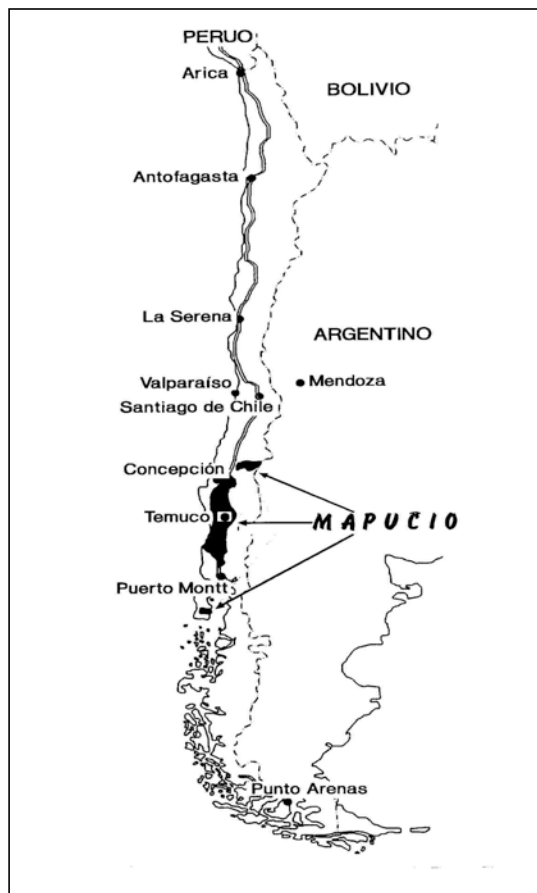 PERUO
Arica
BOLIVIO
Antofagasta
La Serena
ARGENTINO
Valparaíso
Mendoza
Santiago de Chile
Concepción
Temuco
MAPUĈIO
Puerto Montt
Punto Arenas